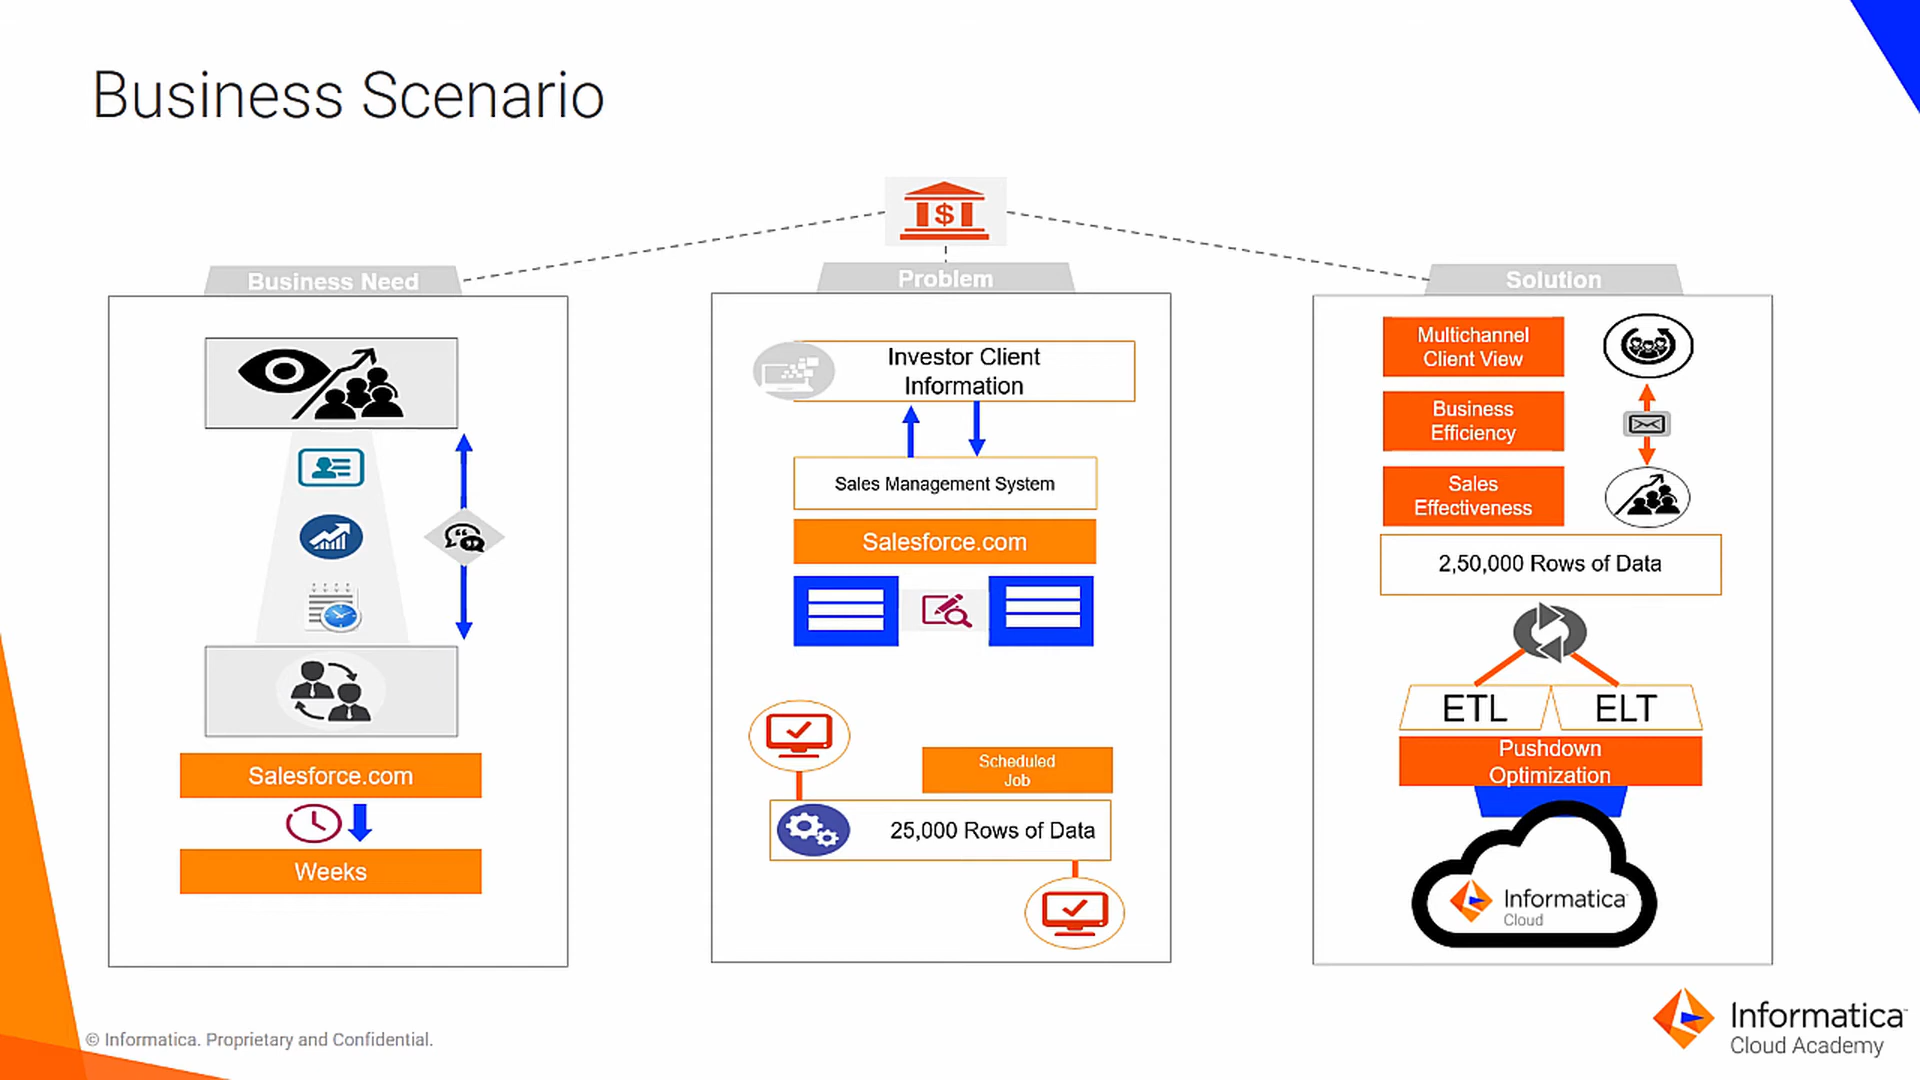 Business Scenario
$
Business Need
Salesforce.com
Weeks
Problem
Investor Client
Information
Sales Management System
Salesforce.com
Scheduled
Job
25,000 Rows of Data
Solution
Multichannel
Client View
Business
Efficiency
Sales
Effectiveness
2,50,000 Rows of Data
ETL
ELT
Pushdown
Optimization
Informatica
Cloud
© Informatica. Proprietary and Confidential.
Informatica
Cloud Academy